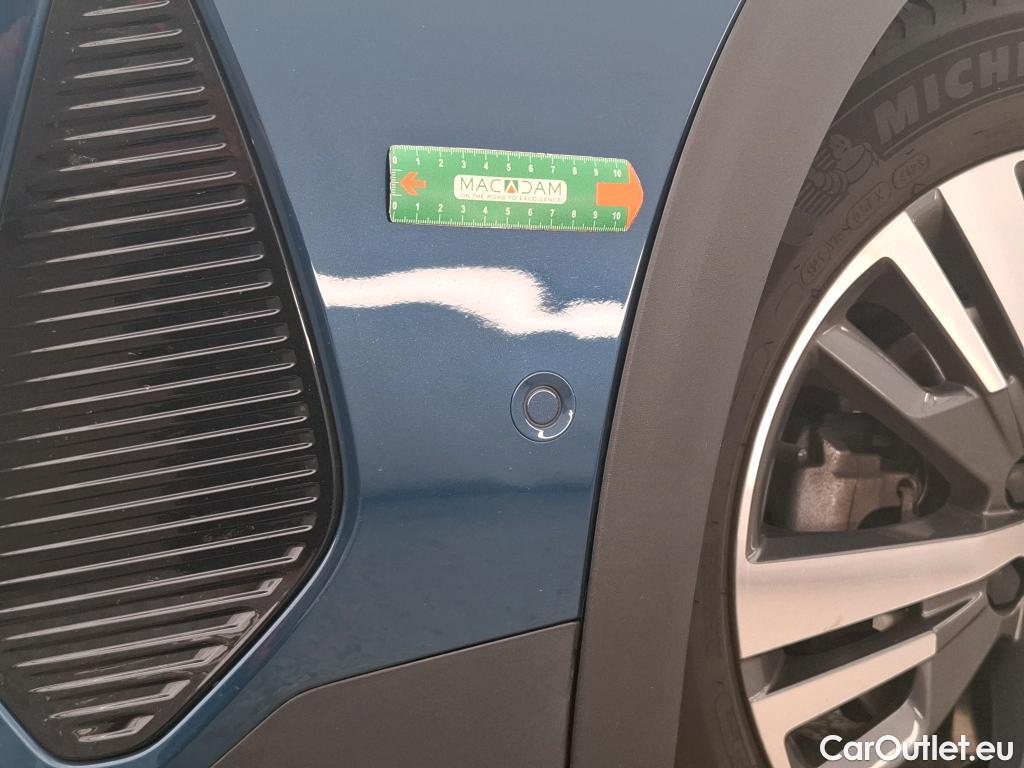 0 1 2 3 4 5 6 7 8 9 10
MACADAM
ON THE ROAD TO EXCELLENCE
0 1 2 3 4 5 6 7 8 9 10
MICHE
CarOutlet.eu